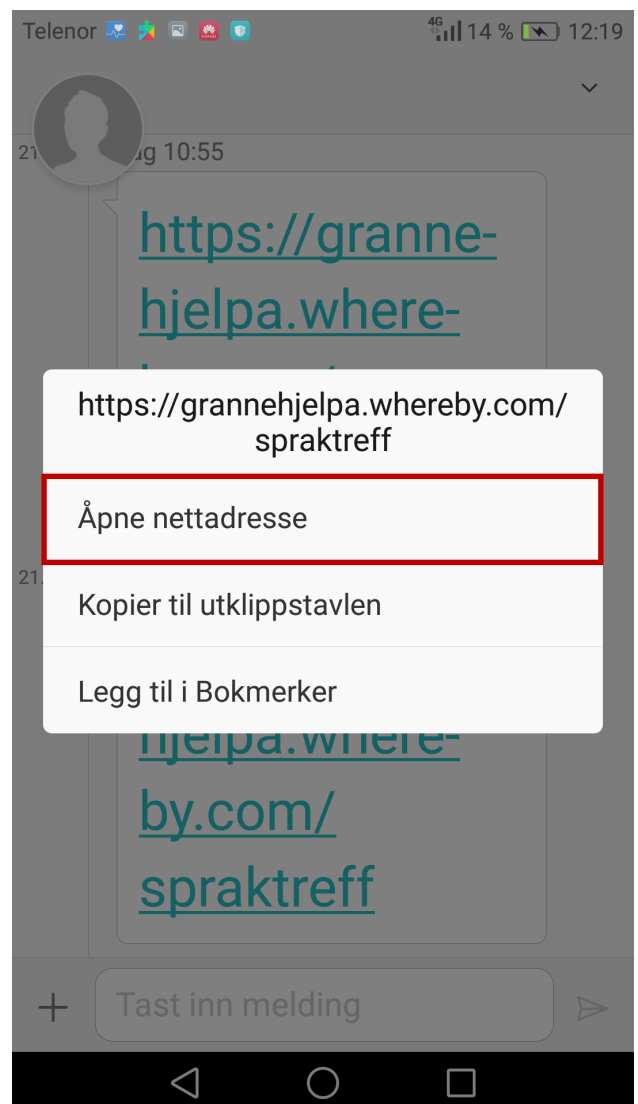 Telenor 4G 14 % 12:19
21 ag 10:55
https://granne-
hjelpa.where-
https://grannehjelpa.whereby.com/
spraktreff
Åpne nettadresse
21.
Kopier til utklippstavlen
Legg til i Bokmerker
hjelpa.where-
by.com/
spraktreff
Tast inn melding